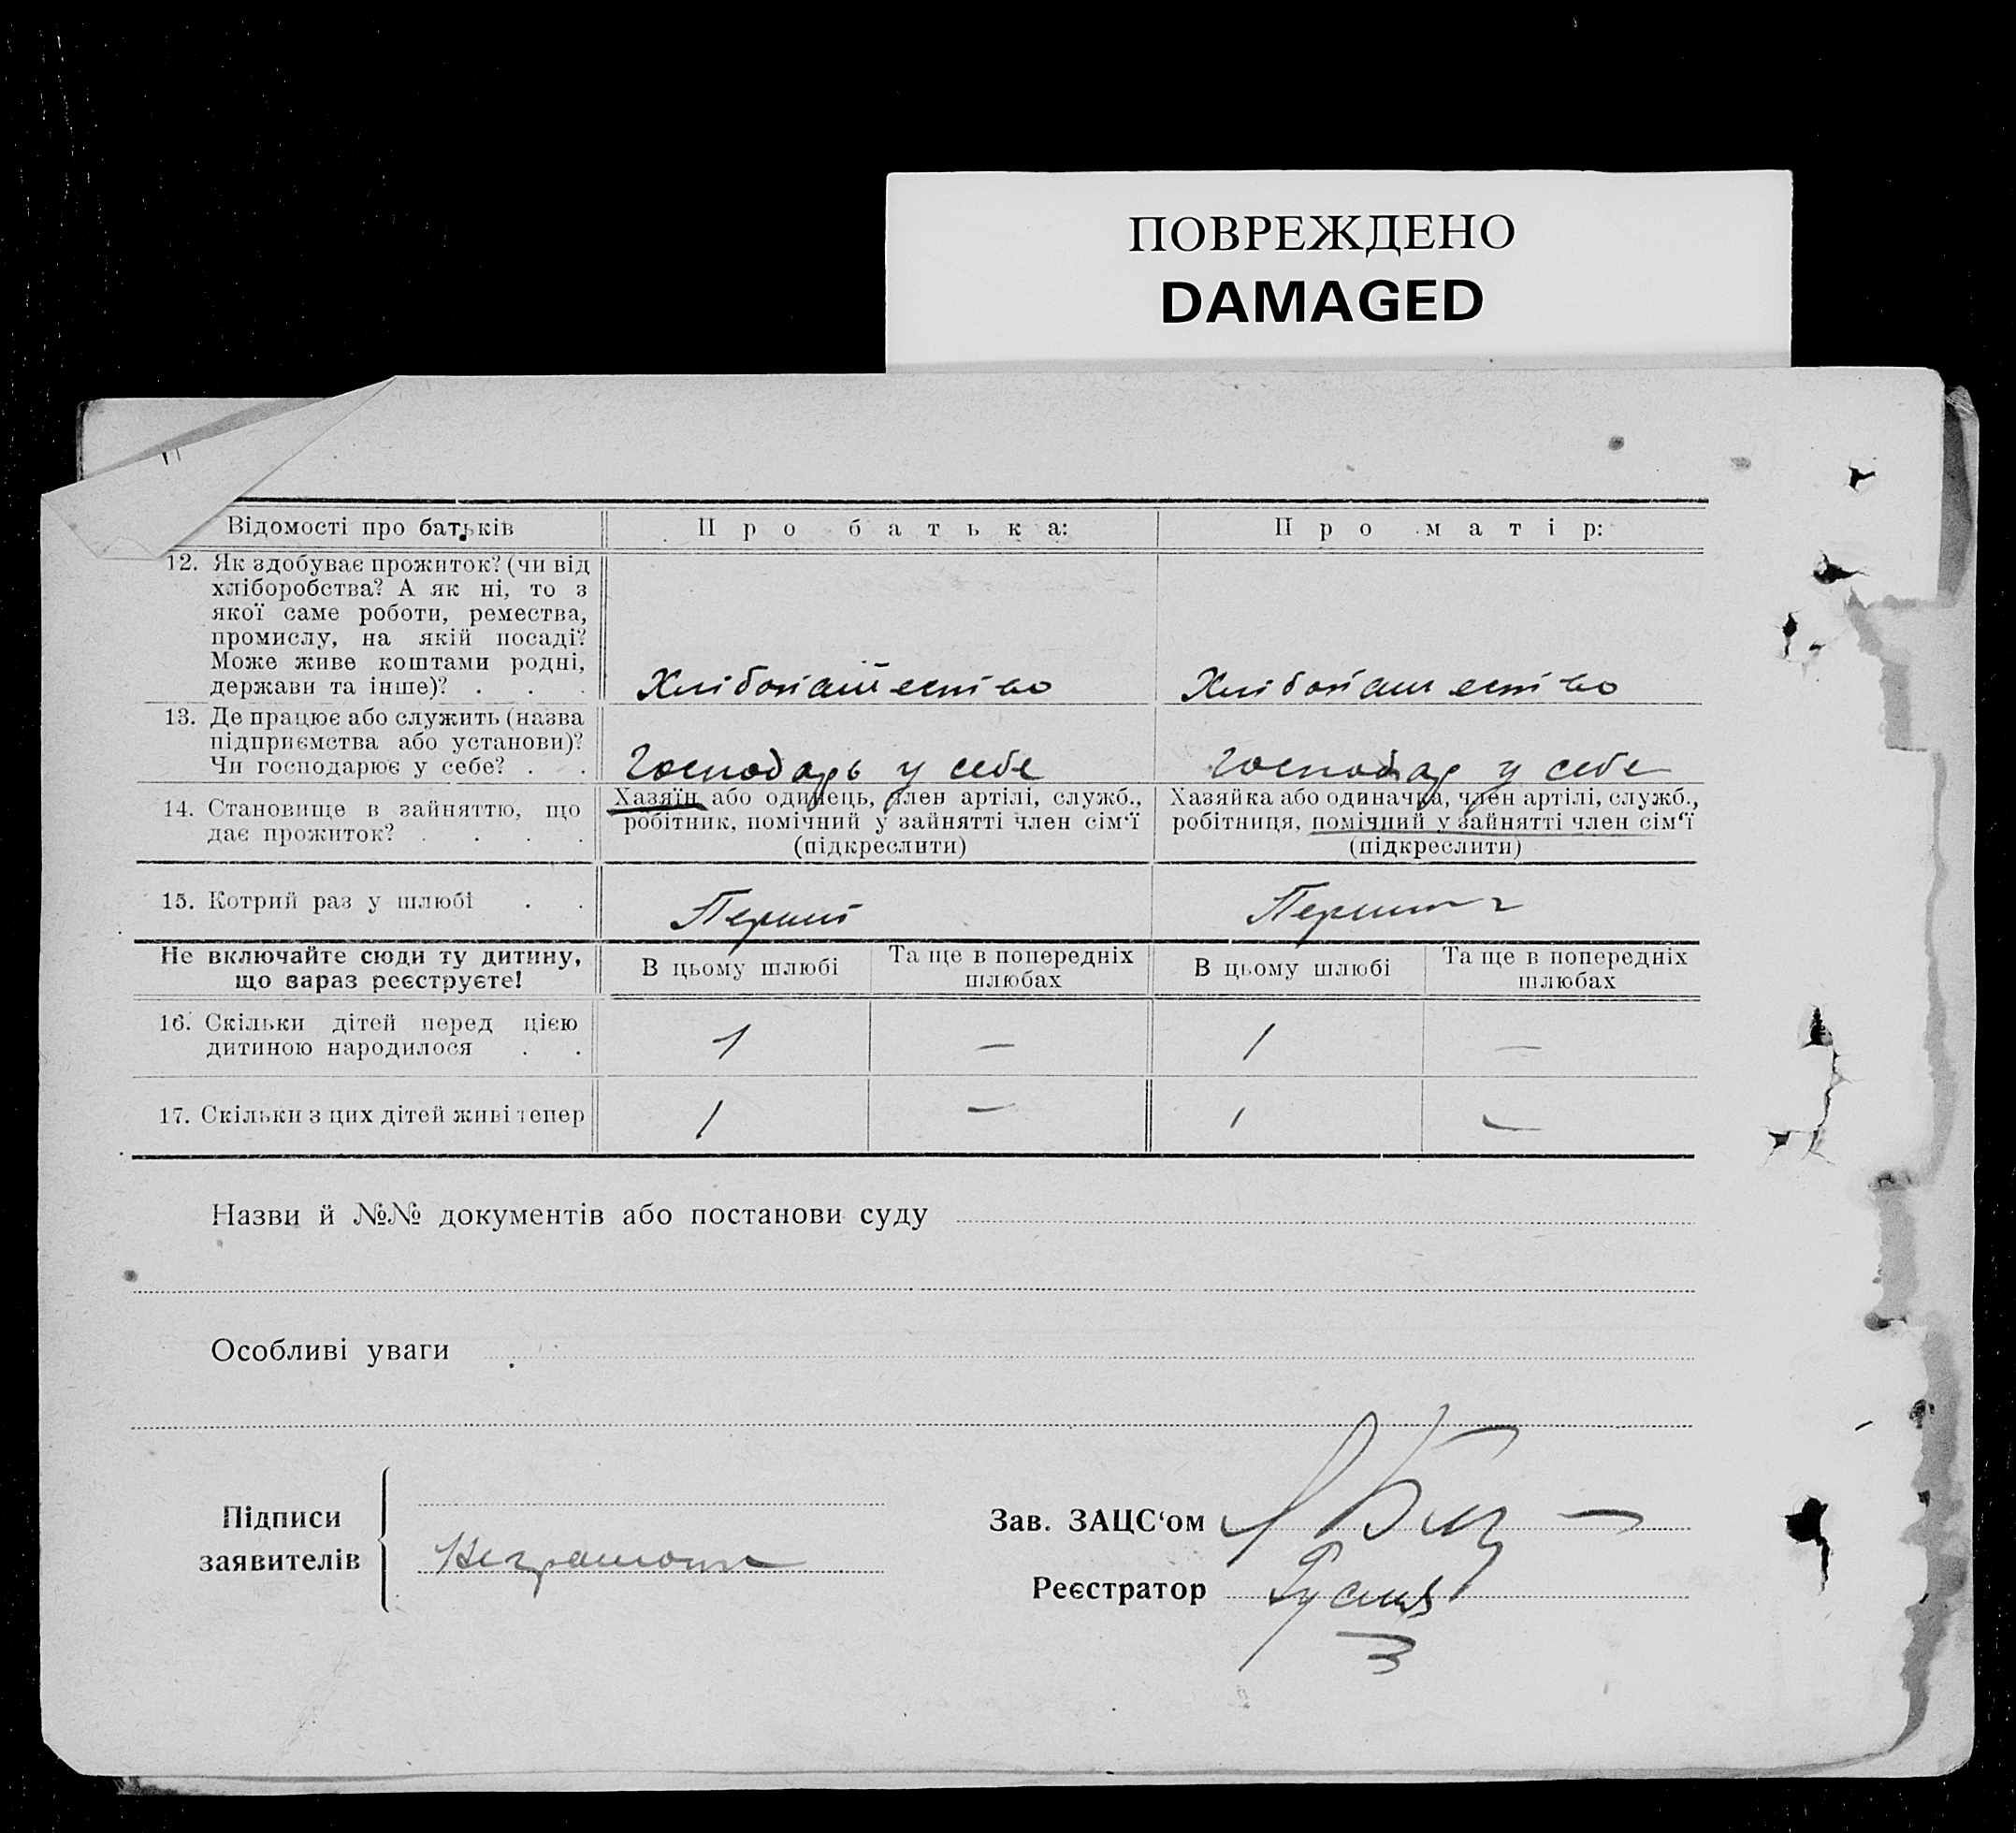 ПОВРЕЖДЕНО
DAMAGED
Відомості про батьків
Про батька:
Про матір:
12. Як здобуває прожиток? (чи від
хліборобства? А як ні, то з
якої саме роботи, ремества,
промислу, на якій посаді?
Може живе коштами родні,
держави та інше)? . . .
Хлібопашество
Хлібопашество
13. Де працює або служить (назва
підприємства або установи)?
Чи господарює у себе? . .
Господарь у себе
господар у себе
14. Становище в зайняттю, що
дає прожиток? . . . .
Хазяїн або одинець, член артілі, служб.,
робітник, помічний у зайнятті член сім‘ї
(підкреслити)
Хазяйка або одиначка, член артілі, служб.,
робітниця, помічний у зайнятті член сім‘ї
(підкреслити)
15. Котрий раз у шлюбі . .
Перший
Не включайте сюди ту дитину,
що зараз реєструєте!
В цьому шлюбі
Та ще в попередніх
шлюбах
В цьому шлюбі
Та ще в попередніх
шлюбах
16. Скільки дітей перед цією
дитиною народилося . .
1 — 1 —
17. Скільки з цих дітей живі тепер
1 — 1 —
Назви й №№ документів або постанови суду
Особливі уваги
Підписи
заявителів
Зав. ЗАЦС‘ом
Реєстратор